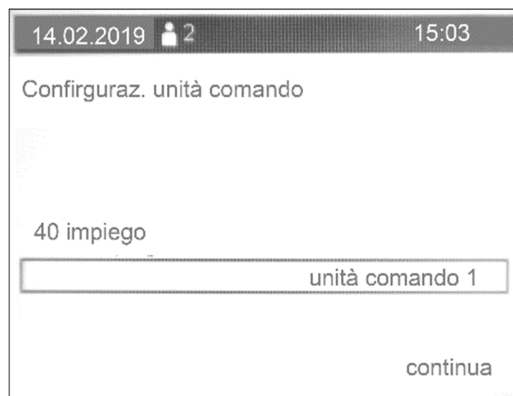 14.02.2019 2 15:03
Confirguraz. unità comando
40 impiego
unità comando 1
continua